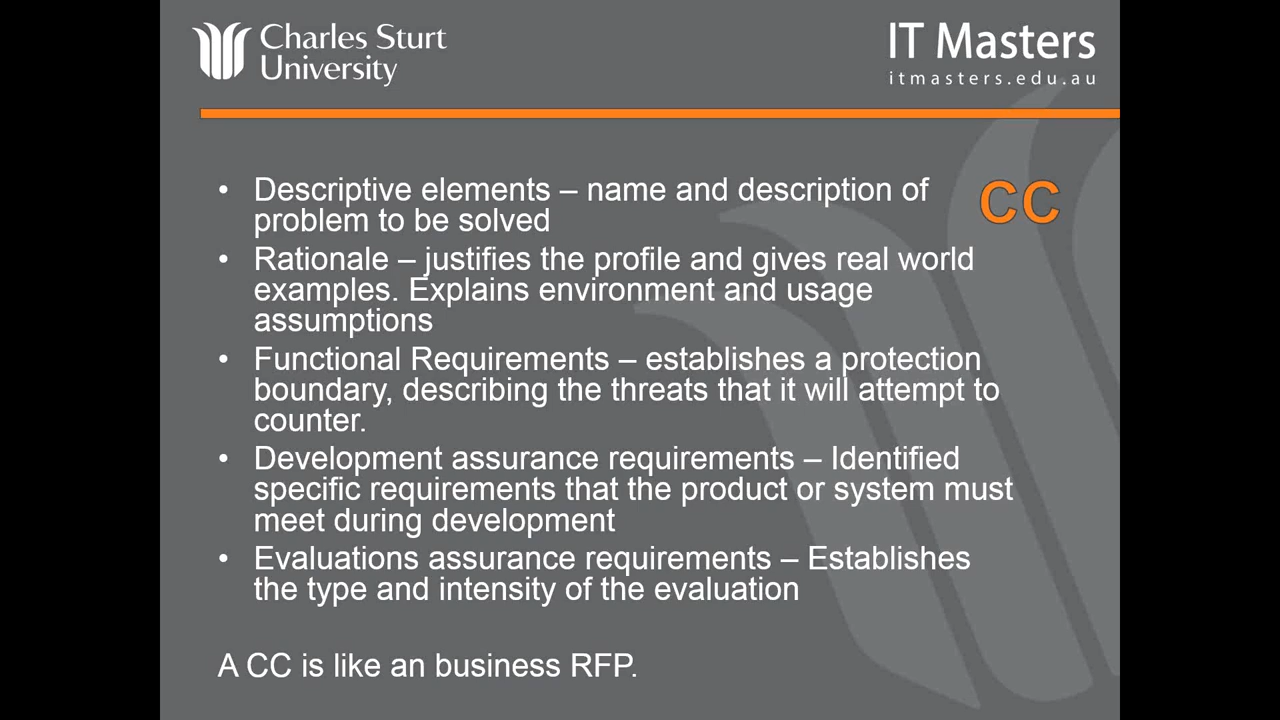 Charles Sturt
University
IT Masters
itmasters.edu.au
CC
• Descriptive elements – name and description of
problem to be solved
• Rationale – justifies the profile and gives real world
examples. Explains environment and usage
assumptions
• Functional Requirements – establishes a protection
boundary, describing the threats that it will attempt to
counter.
• Development assurance requirements – Identified
specific requirements that the product or system must
meet during development
• Evaluations assurance requirements – Establishes
the type and intensity of the evaluation
A CC is like an business RFP.